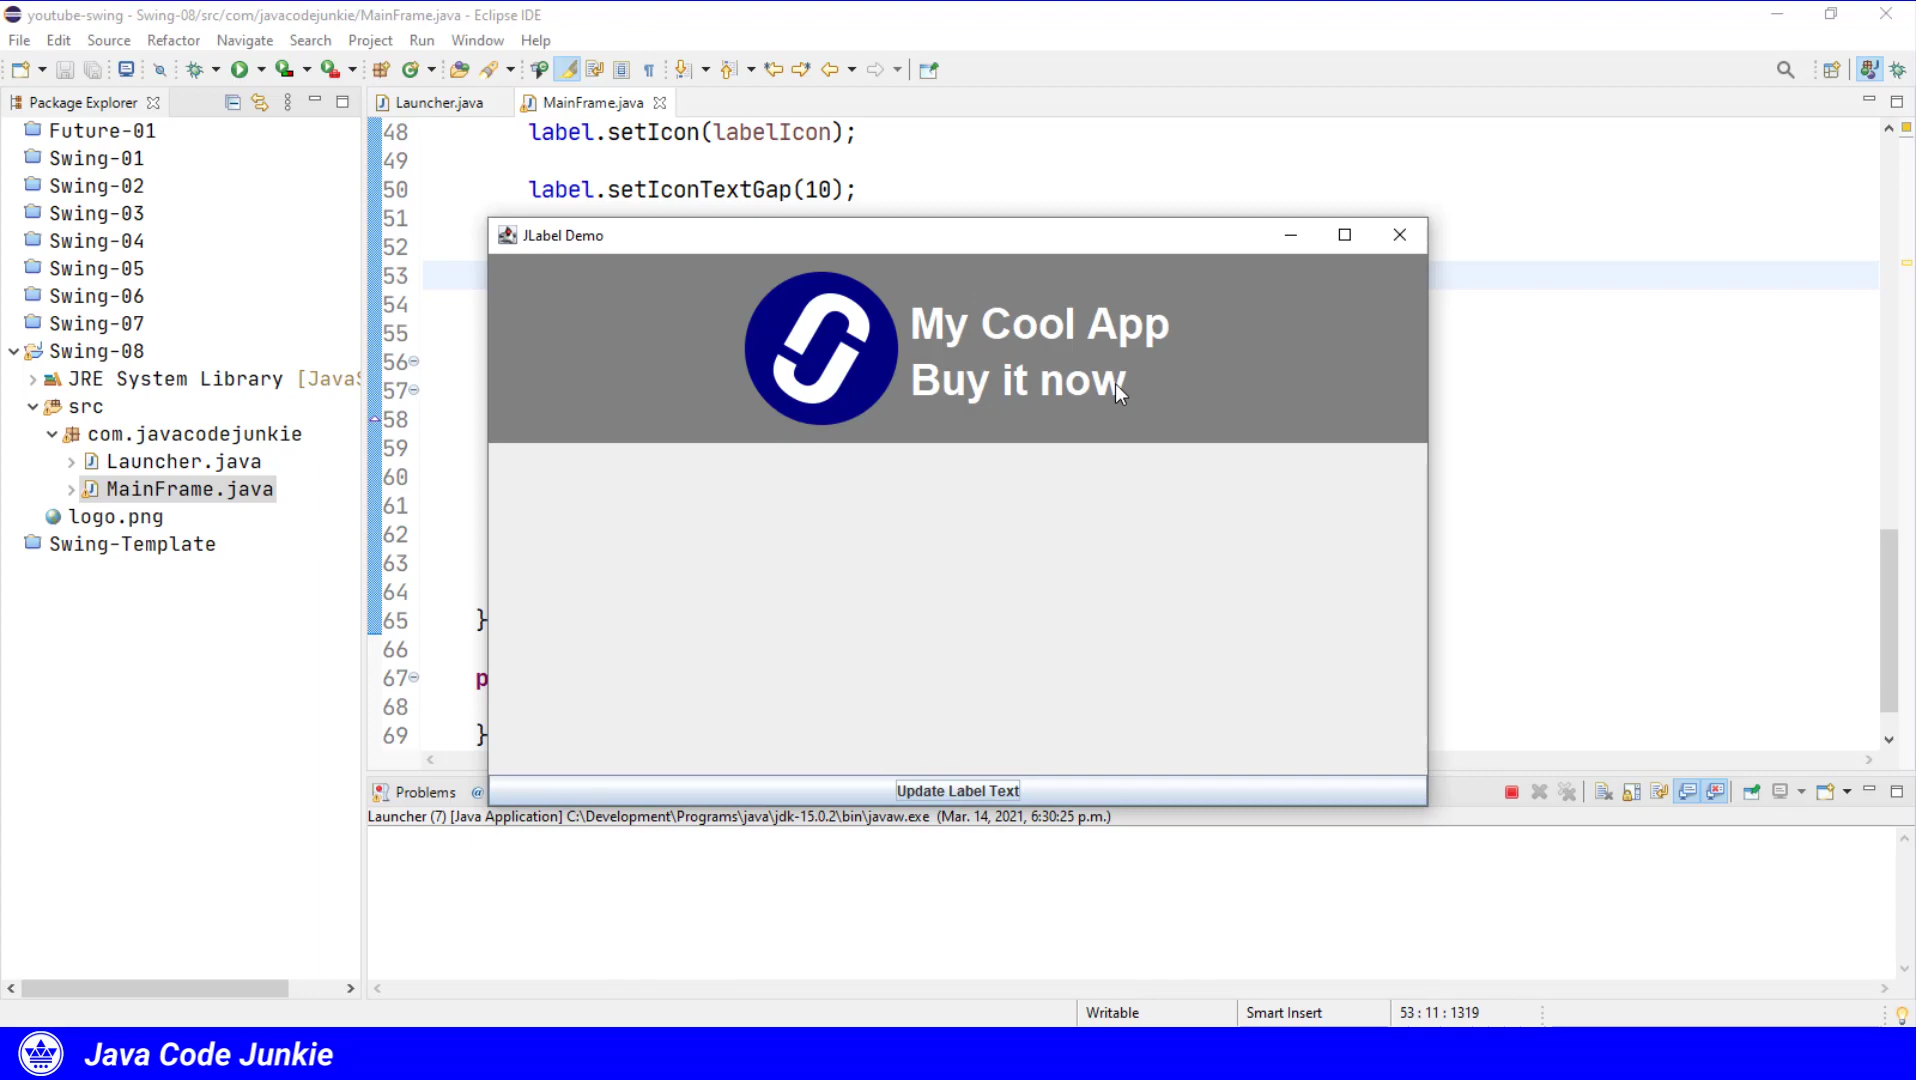 youtube-swing - Swing-08/src/com/javacodejunkie/MainFrame.java - Eclipse IDE
File Edit Source Refactor Navigate Search Project Run Window Help
Package Explorer
Launcher.java MainFrame.java
Future-01
Swing-01
Swing-02
Swing-03
Swing-04
Swing-05
Swing-06
Swing-07
Swing-08
JRE System Library [JavaS
src
com.javacodejunkie
Launcher.java
MainFrame.java
logo.png
Swing-Template
48 label.setIcon(labelIcon);
49
50 label.setIconTextGap(10);
51
52
53
54
55
56
57
58
59
60
61
62
63
64
65 }
66
67 p
68
69 }
JLabel Demo
My Cool App
Buy it now
Update Label Text
Problems @
Launcher (7) [Java Application] C:\Development\Programs\java\jdk-15.0.2\bin\javaw.exe (Mar. 14, 2021, 6:30:25 p.m.)
Writable Smart Insert 53 : 11 : 1319
Java Code Junkie